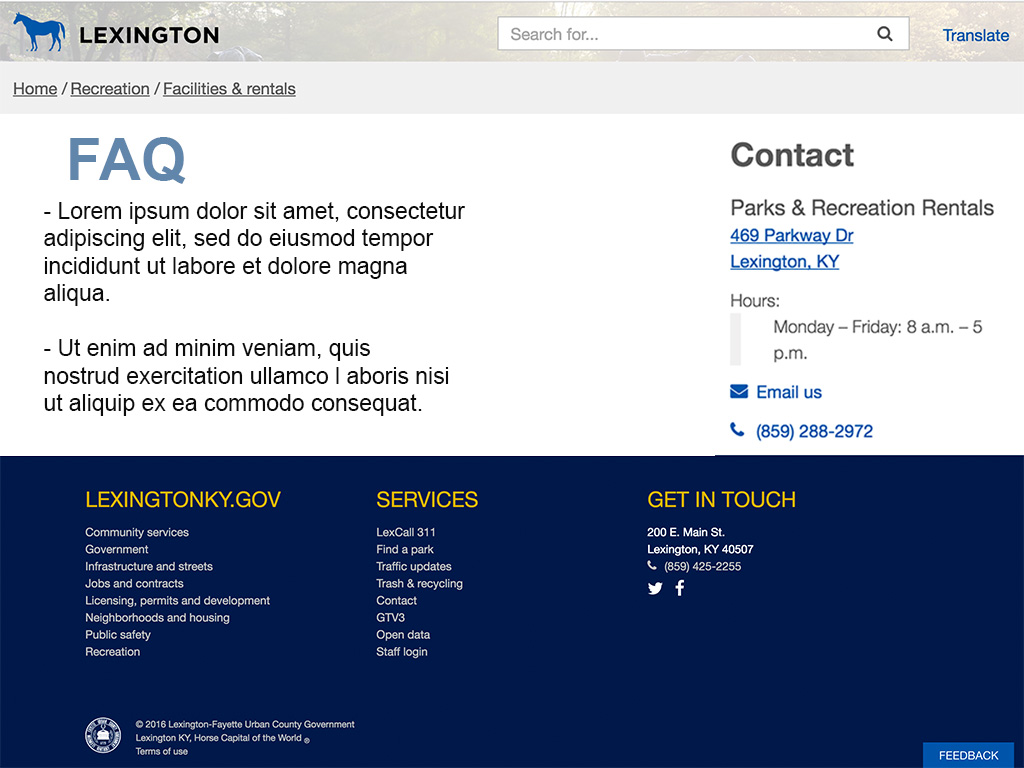 LEXINGTON
Search for...
Translate
Home / Recreation / Facilities & rentals
FAQ
- Lorem ipsum dolor sit amet, consectetur
adipiscing elit, sed do eiusmod tempor
incididunt ut labore et dolore magna
aliqua.
- Ut enim ad minim veniam, quis
nostrud exercitation ullamco l aboris nisi
ut aliquip ex ea commodo consequat.
Contact
Parks & Recreation Rentals
469 Parkway Dr
Lexington, KY
Hours:
Monday – Friday: 8 a.m. – 5
p.m.
Email us
(859) 288-2972
LEXINGTONKY.GOV
Community services
Government
Infrastructure and streets
Jobs and contracts
Licensing, permits and development
Neighborhoods and housing
Public safety
Recreation
SERVICES
LexCall 311
Find a park
Traffic updates
Trash & recycling
Contact
GTV3
Open data
Staff login
GET IN TOUCH
200 E. Main St.
Lexington, KY 40507
(859) 425-2255
© 2016 Lexington-Fayette Urban County Government
Lexington KY, Horse Capital of the World ®
Terms of use
FEEDBACK